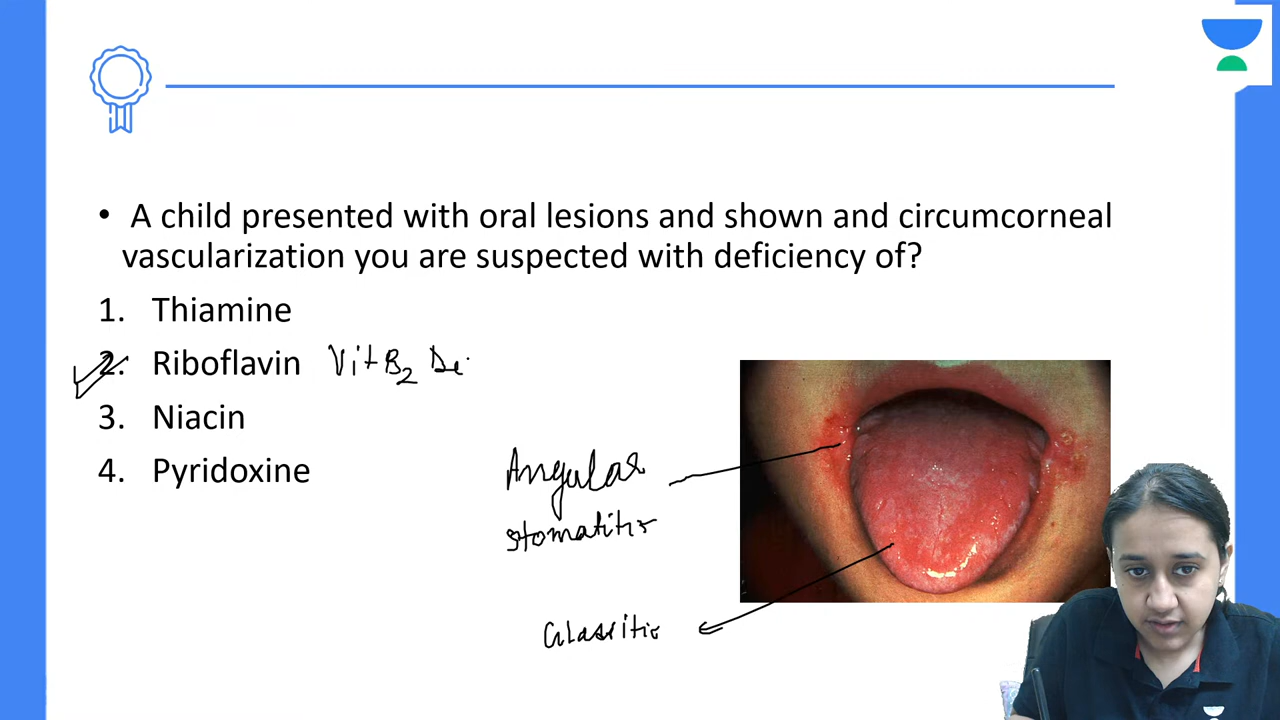 • A child presented with oral lesions and shown and circumcorneal
vascularization you are suspected with deficiency of?
1. Thiamine
2. Riboflavin Vit B2 De.
3. Niacin
4. Pyridoxine
Angular
stomatitis
Glossitis